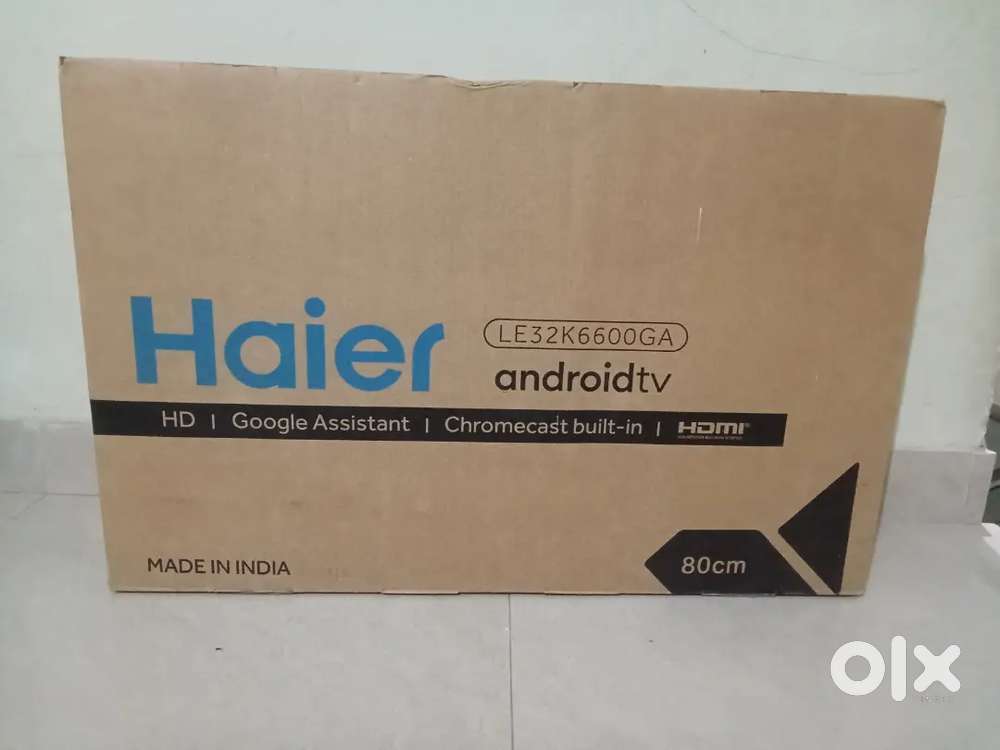 Haier
LE32K6600GA
androidtv
HD | Google Assistant | Chromecast built-in | HDMI
MADE IN INDIA
80cm
olx